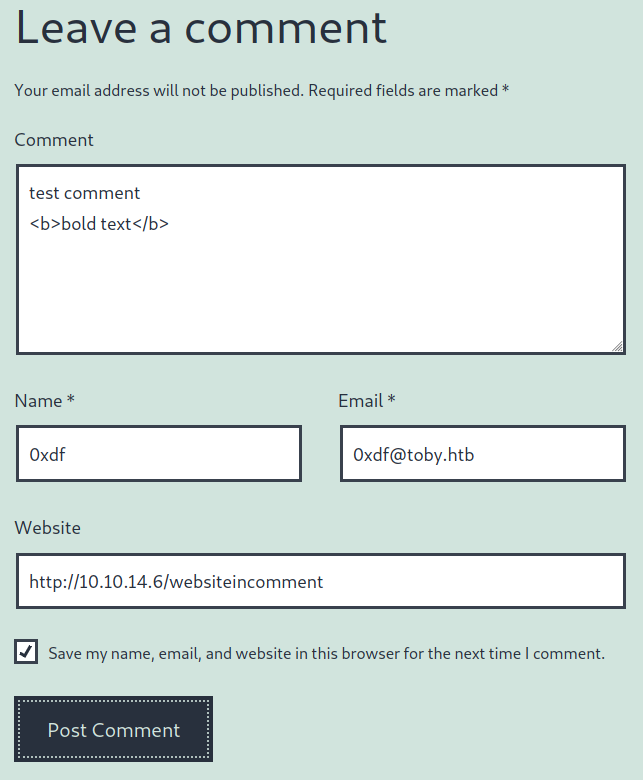 Leave a comment
Your email address will not be published. Required fields are marked *
Comment
test comment
<b>bold text</b>
Name *
Email *
0xdf
0xdf@toby.htb
Website
http://10.10.14.6/websiteincomment
Save my name, email, and website in this browser for the next time I comment.
Post Comment